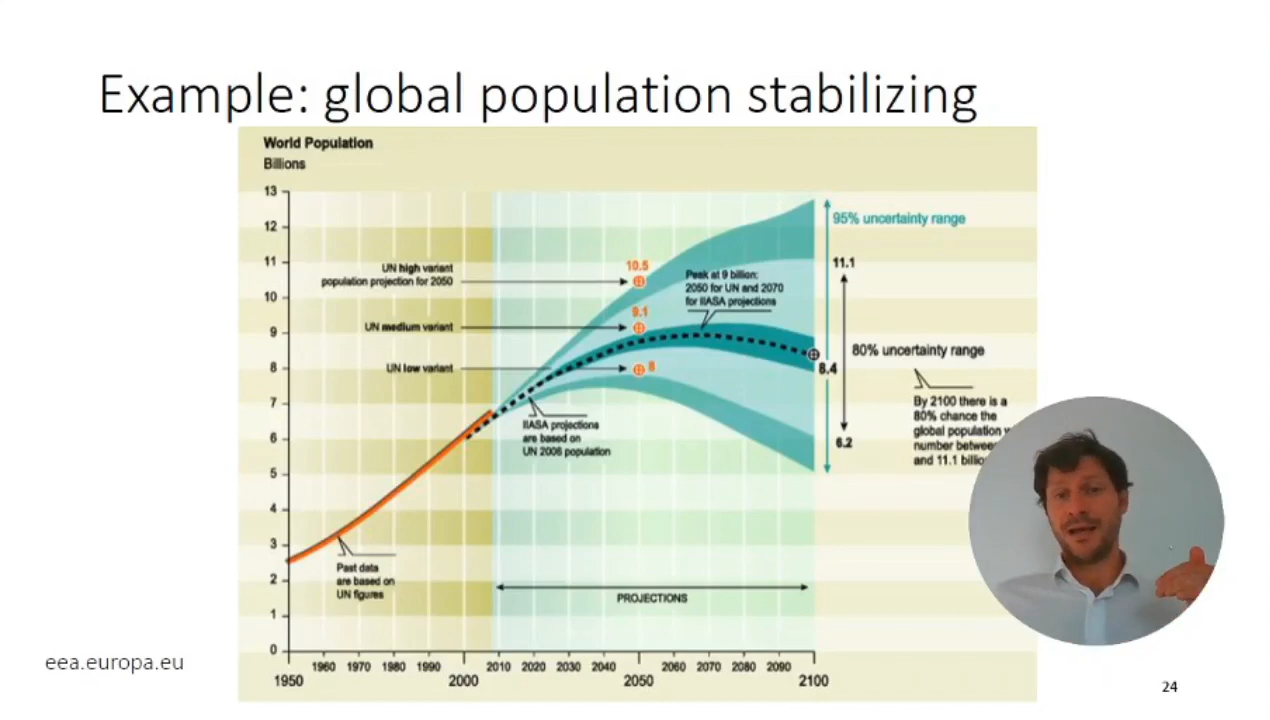 Example: global population stabilizing
World Population
Billions
13
12
11
10
9
8
7
6
5
4
3
2
1
0
UN high variant
population projection for 2050
UN medium variant
UN low variant
10.5
9.1
8
Peak at 9 billion:
2050 for UN and 2070
for IIASA projections
IIASA projections
are based on
UN 2008 population
Past data
are based on
UN figures
PROJECTIONS
95% uncertainty range
11.1
80% uncertainty range
8.4
6.2
By 2100 there is a
80% chance the
global population
number between
and 11.1
1960 1970 1980 1990 2010 2020 2030 2040 2060 2070 2080 2090
1950 2000 2050 2100
eea.europa.eu
24